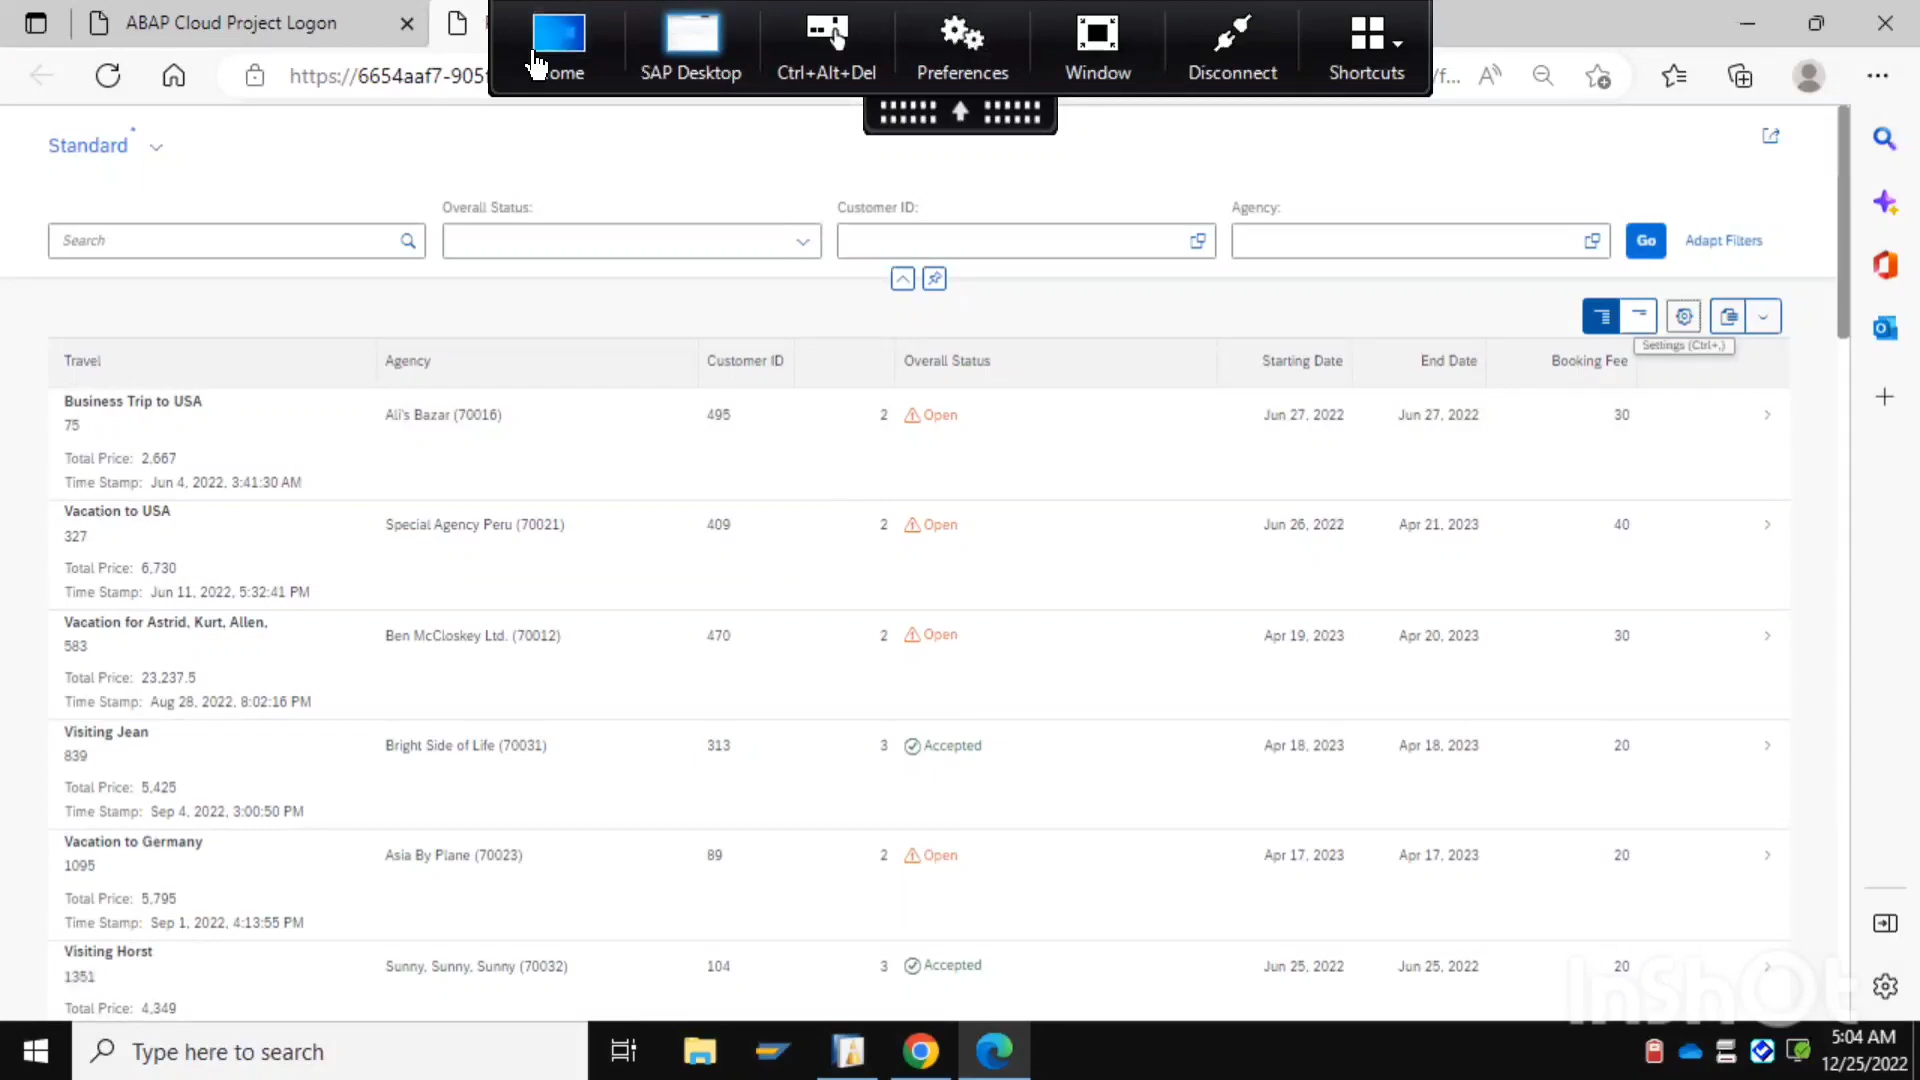 ABAP Cloud Project Logon
Home
SAP Desktop
Ctrl+Alt+Del
Preferences
Window
Disconnect
Shortcuts
https://6654aaf7-905
/f...
Standard
*
Overall Status:
Customer ID:
Agency:
Search
Go
Adapt Filters
Settings (Ctrl+,)
Travel Agency Customer ID Overall Status Starting Date End Date Booking Fee
Business Trip to USA
75
Ali's Bazar (70016) 495 2 Open Jun 27, 2022 Jun 27, 2022 30
Total Price: 2,667
Time Stamp: Jun 4, 2022, 3:41:30 AM
Vacation to USA
327
Special Agency Peru (70021) 409 2 Open Jun 26, 2022 Apr 21, 2023 40
Total Price: 6,730
Time Stamp: Jun 11, 2022, 5:32:41 PM
Vacation for Astrid, Kurt, Allen,
583
Ben McCloskey Ltd. (70012) 470 2 Open Apr 19, 2023 Apr 20, 2023 30
Total Price: 23,237.5
Time Stamp: Aug 28, 2022, 8:02:16 PM
Visiting Jean
839
Bright Side of Life (70031) 313 3 Accepted Apr 18, 2023 Apr 18, 2023 20
Total Price: 5,425
Time Stamp: Sep 4, 2022, 3:00:50 PM
Vacation to Germany
1095
Asia By Plane (70023) 89 2 Open Apr 17, 2023 Apr 17, 2023 20
Total Price: 5,795
Time Stamp: Sep 1, 2022, 4:13:55 PM
Visiting Horst
1351
Sunny, Sunny, Sunny (70032) 104 3 Accepted Jun 25, 2022 Jun 25, 2022 20
Total Price: 4,349
InShOt
Type here to search
5:04 AM
12/25/2022